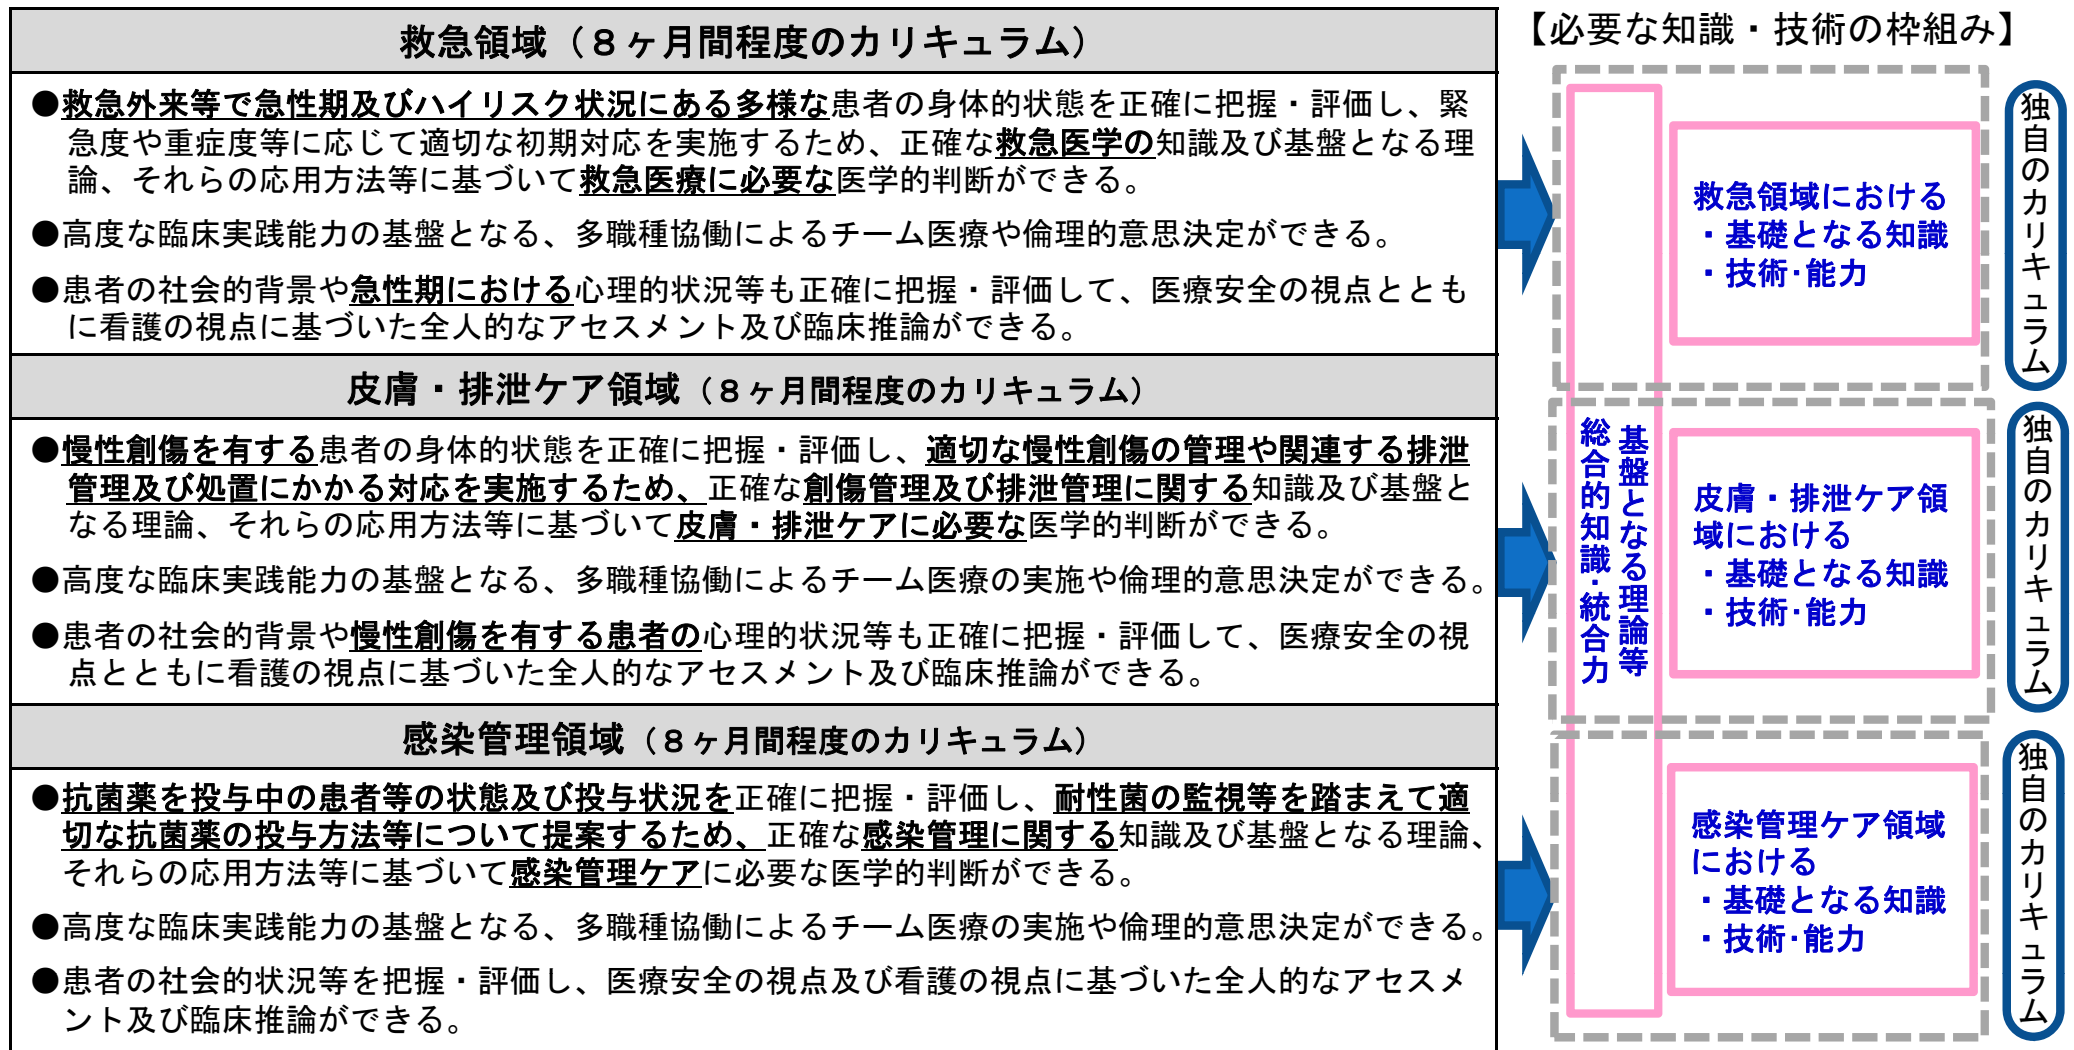 救急領域（８ヶ月間程度のカリキュラム）
●救急外来等で急性期及びハイリスク状況にある多様な患者の身体的状態を正確に把握・評価し、緊
急度や重症度等に応じて適切な初期対応を実施するため、正確な救急医学の知識及び基盤となる理
論、それらの応用方法等に基づいて救急医療に必要な医学的判断ができる。
●高度な臨床実践能力の基盤となる、多職種協働によるチーム医療や倫理的意思決定ができる。
●患者の社会的背景や急性期における心理的状況等も正確に把握・評価して、医療安全の視点ととも
に看護の視点に基づいた全人的なアセスメント及び臨床推論ができる。
皮膚・排泄ケア領域（８ヶ月間程度のカリキュラム）
●慢性創傷を有する患者の身体的状態を正確に把握・評価し、適切な慢性創傷の管理や関連する排泄
管理及び処置にかかる対応を実施するため、正確な創傷管理及び排泄管理に関する知識及び基盤と
なる理論、それらの応用方法等に基づいて皮膚・排泄ケアに必要な医学的判断ができる。
●高度な臨床実践能力の基盤となる、多職種協働によるチーム医療の実施や倫理的意思決定ができる。
●患者の社会的背景や慢性創傷を有する患者の心理的状況等も正確に把握・評価して、医療安全の視
点とともに看護の視点に基づいた全人的なアセスメント及び臨床推論ができる。
感染管理領域（８ヶ月間程度のカリキュラム）
●抗菌薬を投与中の患者等の状態及び投与状況を正確に把握・評価し、耐性菌の監視等を踏まえて適
切な抗菌薬の投与方法等について提案するため、正確な感染管理に関する知識及び基盤となる理論、
それらの応用方法等に基づいて感染管理ケアに必要な医学的判断ができる。
●高度な臨床実践能力の基盤となる、多職種協働によるチーム医療の実施や倫理的意思決定ができる。
●患者の社会的状況等を把握・評価し、医療安全の視点及び看護の視点に基づいた全人的なアセスメ
ント及び臨床推論ができる。
【必要な知識・技術の枠組み】
基盤となる理論等
総合的知識・統合力
救急領域における
・基礎となる知識
・技術･能力
独自のカリキュラム
皮膚・排泄ケア領
域における
・基礎となる知識
・技術･能力
独自のカリキュラム
感染管理ケア領域
における
・基礎となる知識
・技術･能力
独自のカリキュラム